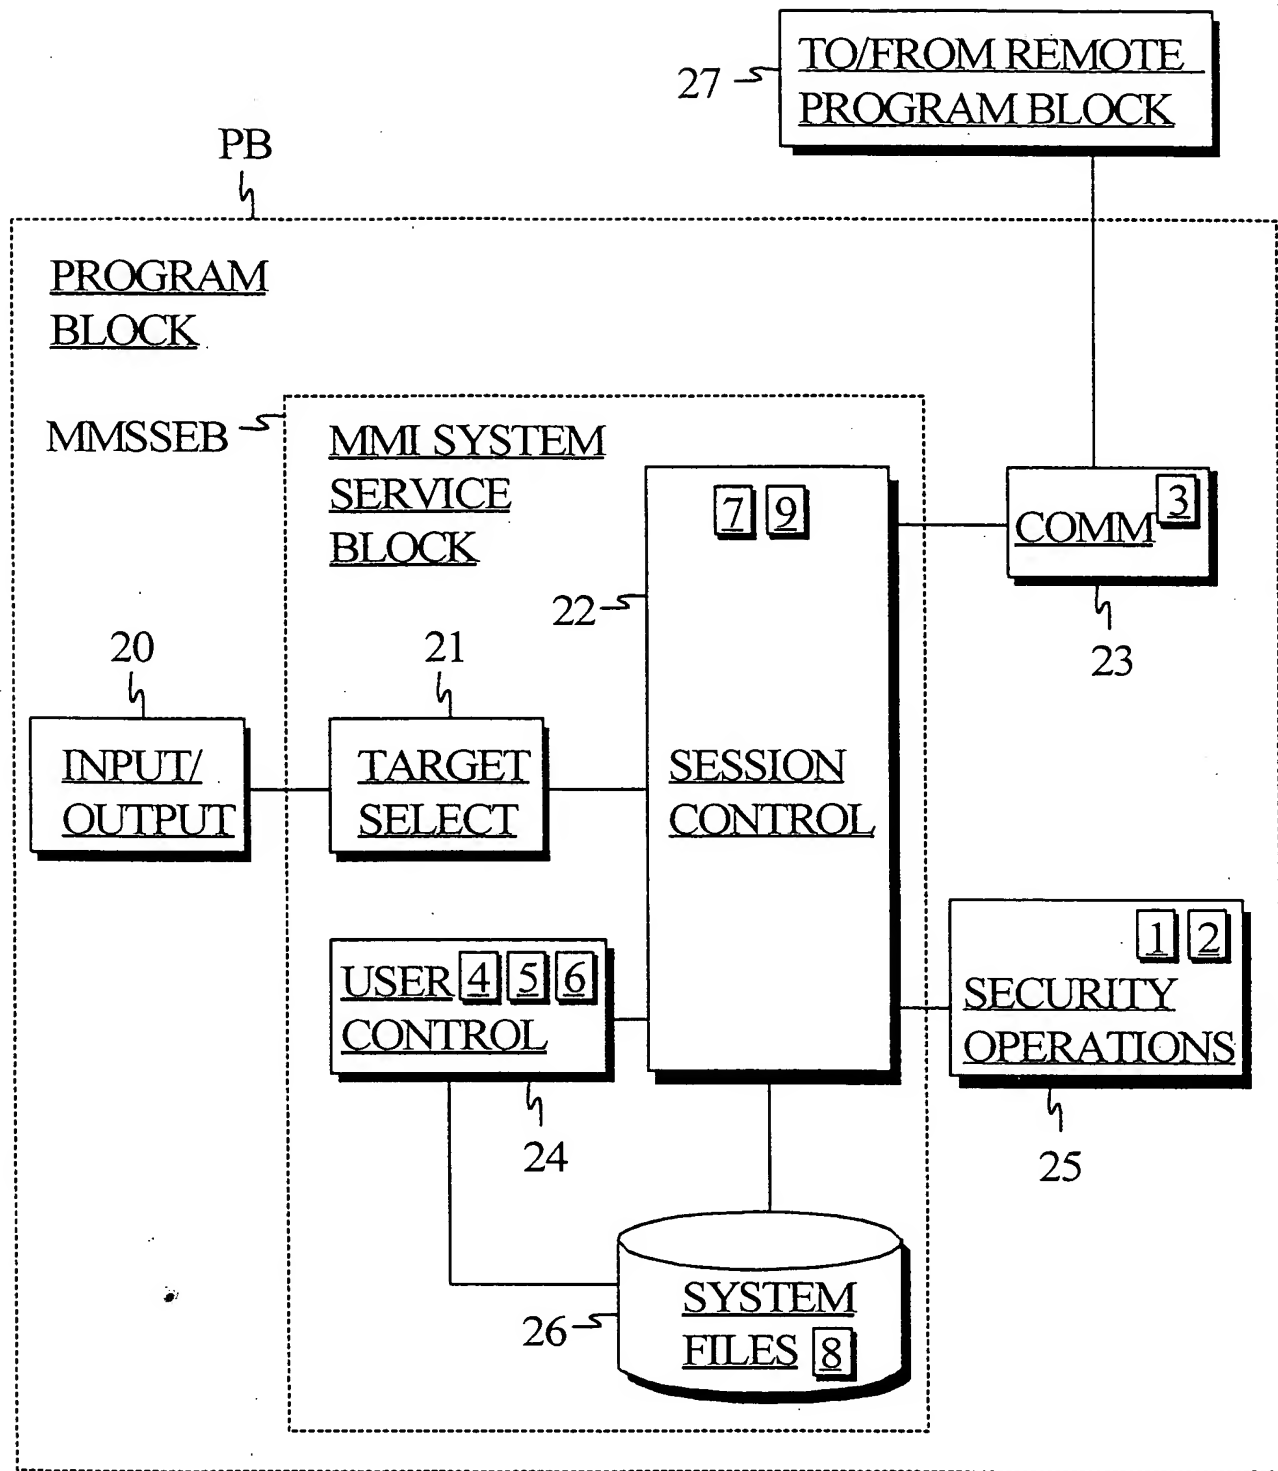 TO/FROM REMOTE
PROGRAM BLOCK
27
PB
PROGRAM
BLOCK
MMSSEB
MMI SYSTEM
SERVICE
BLOCK
7 9
3
COMM
22
23
20
21
INPUT/
OUTPUT
TARGET
SELECT
SESSION
CONTROL
1 2
SECURITY
OPERATIONS
USER 4 5 6
CONTROL
24
25
26
SYSTEM
FILES 8